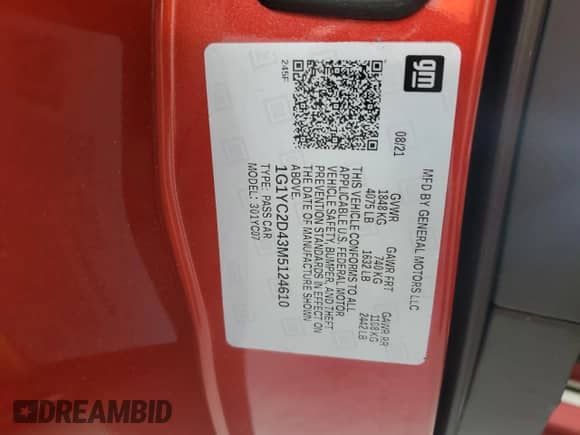 gm
MFD BY GENERAL MOTORS LLC
08/21
GVWR GAWR FRT GAWR RR
1848 KG 740 KG 1108 KG
4075 LB 1632 LB 2442 LB
THIS VEHICLE CONFORMS TO ALL
APPLICABLE U.S. FEDERAL MOTOR
VEHICLE SAFETY, BUMPER, AND THEFT
PREVENTION STANDARDS IN EFFECT ON
THE DATE OF MANUFACTURE SHOWN
ABOVE.
1G1YC2D43M5124610
TYPE: PASS CAR
MODEL: 3U1YC07
245F
DREAMBID